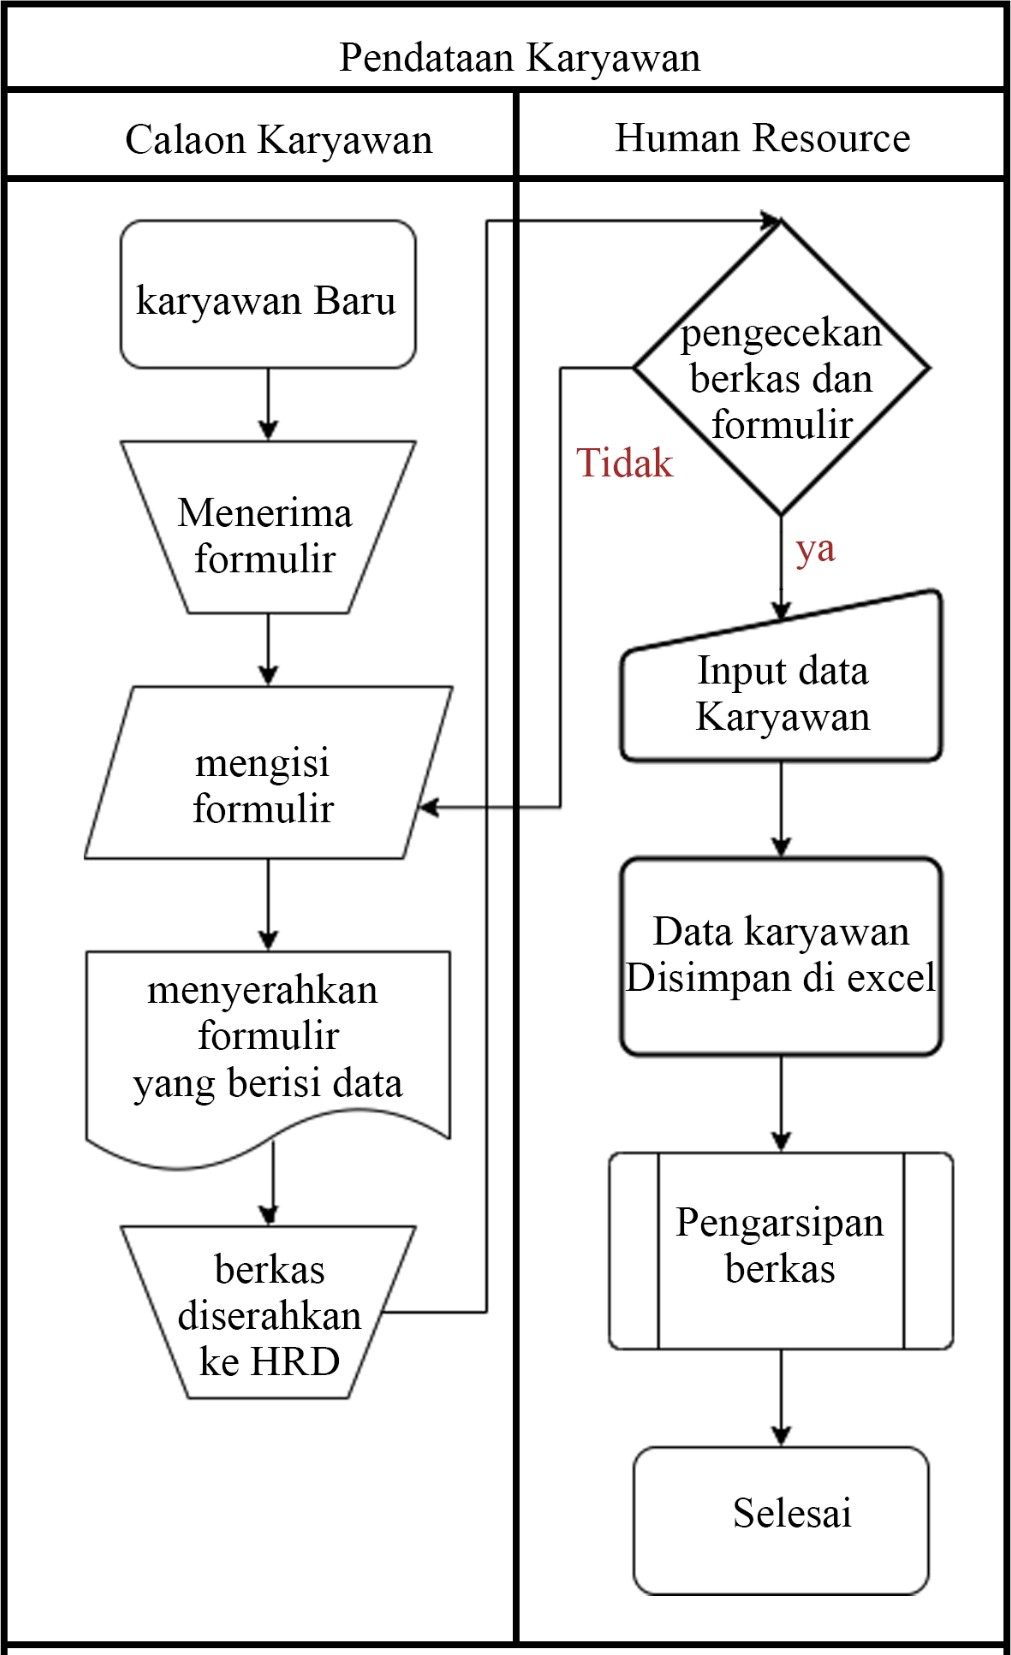 Pendataan Karyawan
Calaon Karyawan
Human Resource
karyawan Baru
Menerima
formulir
mengisi
formulir
menyerahkan
formulir
yang berisi data
berkas
diserahkan
ke HRD
pengecekan
berkas dan
formulir
Tidak
ya
Input data
Karyawan
Data karyawan
Disimpan di excel
Pengarsipan
berkas
Selesai